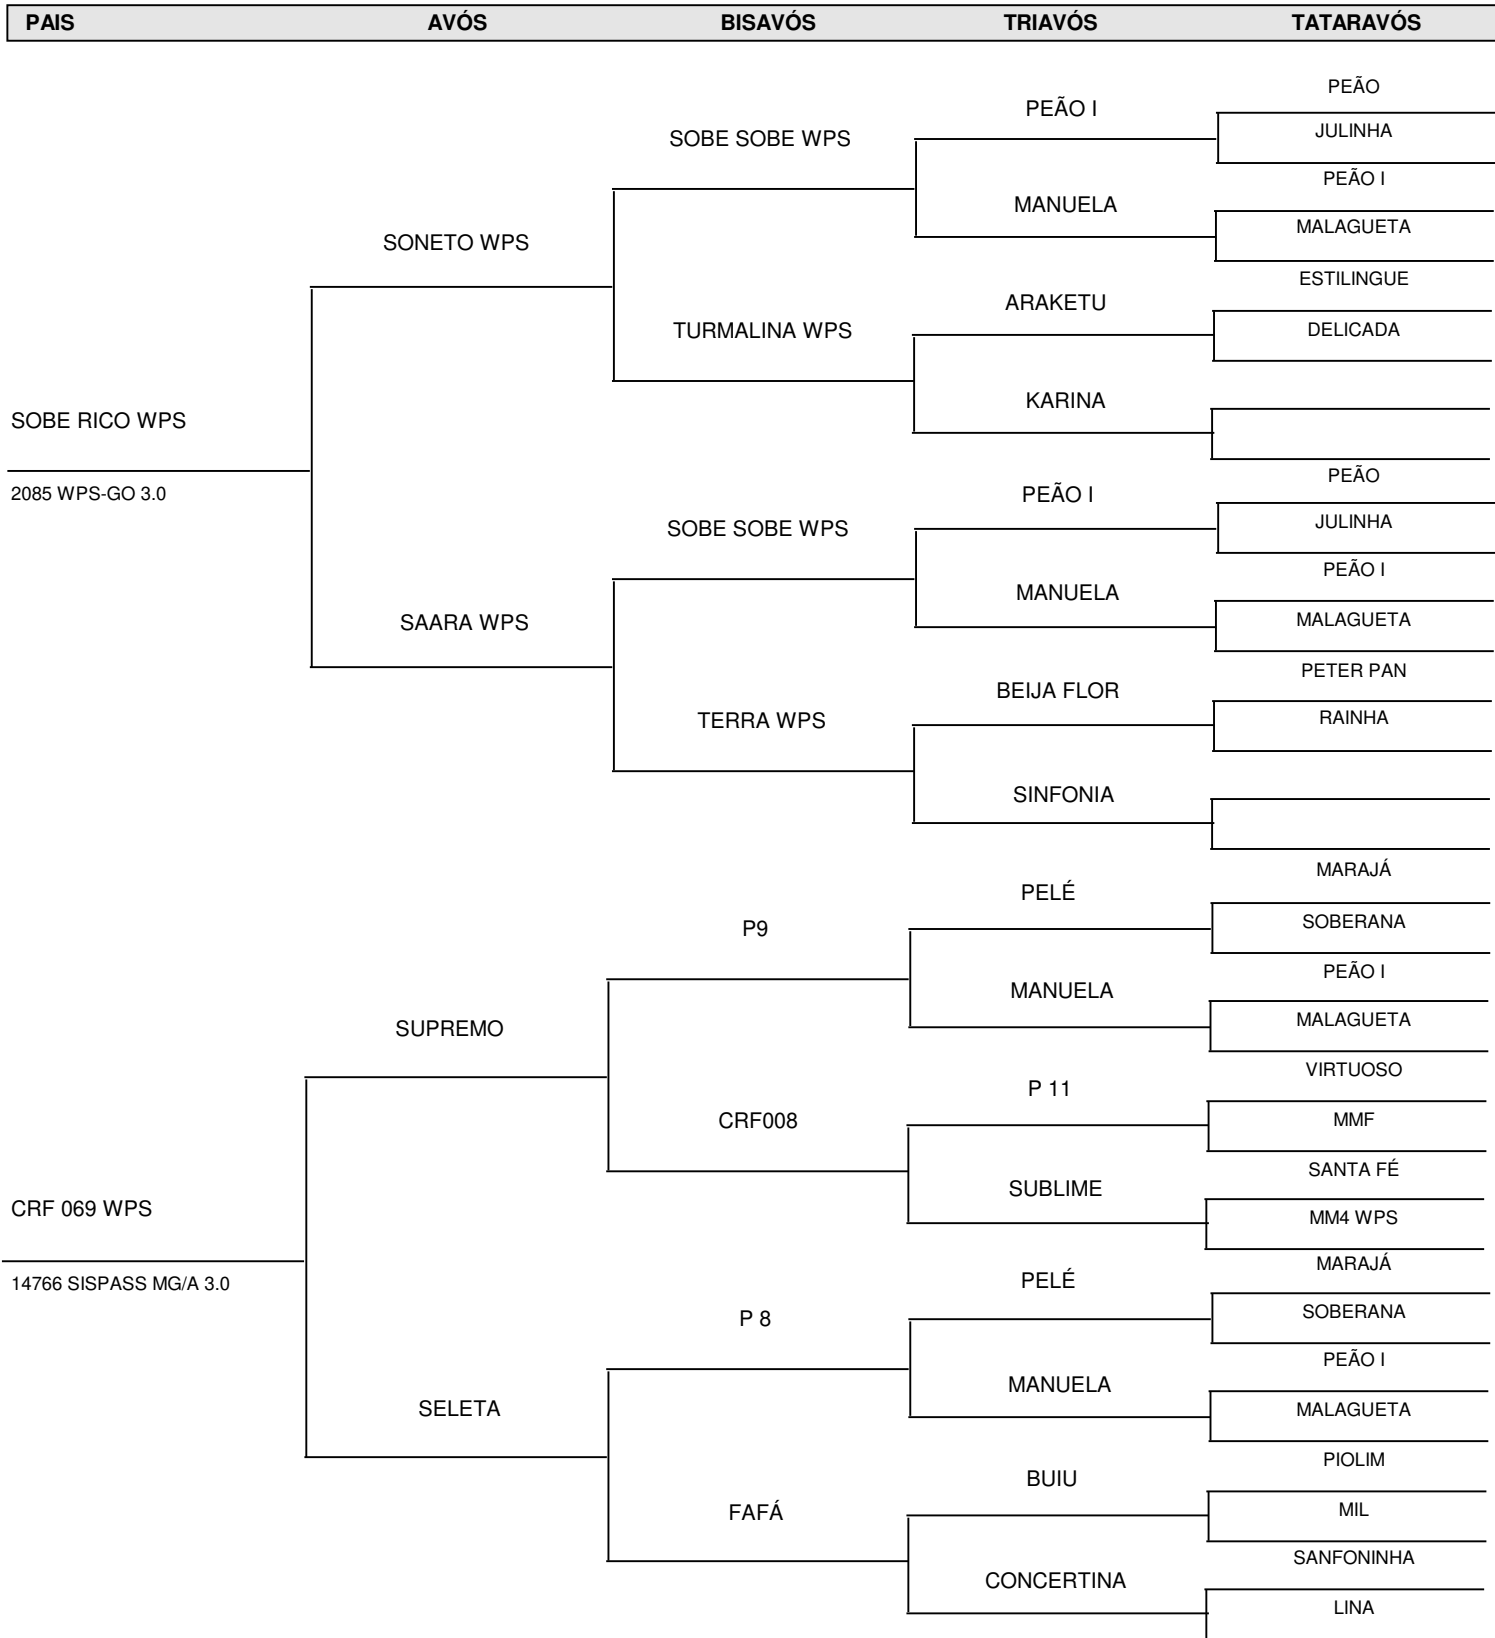 PAIS AVÓS BISAVÓS TRIAVÓS TATARAVÓS
PEÃO
PEÃO I
JULINHA
SOBE SOBE WPS
PEÃO I
MANUELA
MALAGUETA
SONETO WPS
ESTILINGUE
ARAKETU
DELICADA
TURMALINA WPS
KARINA
SOBE RICO WPS
PEÃO
2085 WPS-GO 3.0
PEÃO I
JULINHA
SOBE SOBE WPS
PEÃO I
MANUELA
MALAGUETA
SAARA WPS
PETER PAN
BEIJA FLOR
RAINHA
TERRA WPS
SINFONIA
MARAJÁ
PELÉ
SOBERANA
P9
PEÃO I
MANUELA
MALAGUETA
SUPREMO
VIRTUOSO
P 11
MMF
CRF008
SANTA FÉ
SUBLIME
CRF 069 WPS
MM4 WPS
MARAJÁ
14766 SISPASS MG/A 3.0
PELÉ
SOBERANA
P 8
PEÃO I
MANUELA
MALAGUETA
SELETA
PIOLIM
BUIU
MIL
FAFÁ
SANFONINHA
CONCERTINA
LINA